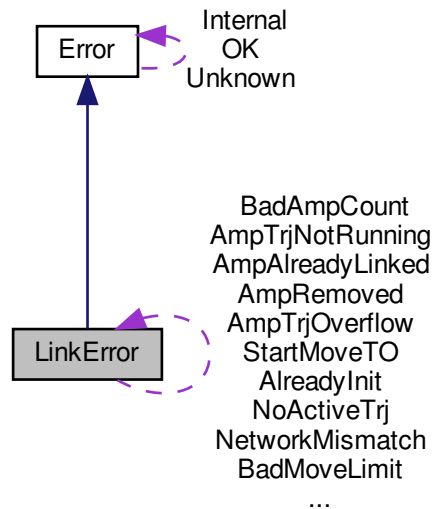 Internal
Error
OK
Unknown
BadAmpCount
AmpTrjNotRunning
AmpAlreadyLinked
AmpRemoved
AmpTrjOverflow
LinkError
StartMoveTO
AlreadyInit
NoActiveTrj
NetworkMismatch
BadMoveLimit
...